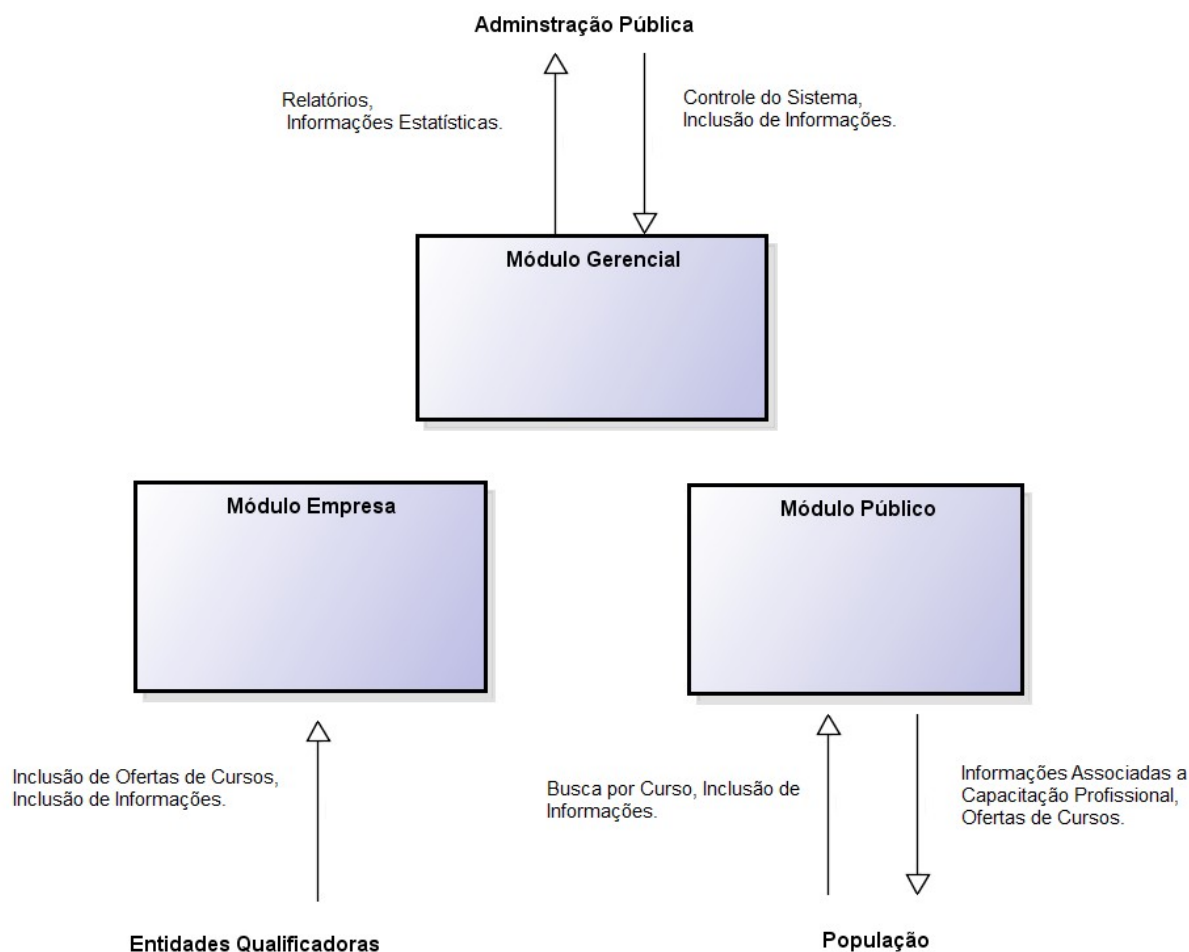 Adminstração Pública
Relatórios,
Informações Estatísticas.
Controle do Sistema,
Inclusão de Informações.
Módulo Gerencial
Módulo Empresa
Módulo Público
Inclusão de Ofertas de Cursos,
Inclusão de Informações.
Busca por Curso, Inclusão de
Informações.
Informações Associadas a
Capacitação Profissional,
Ofertas de Cursos.
Entidades Qualificadoras
População